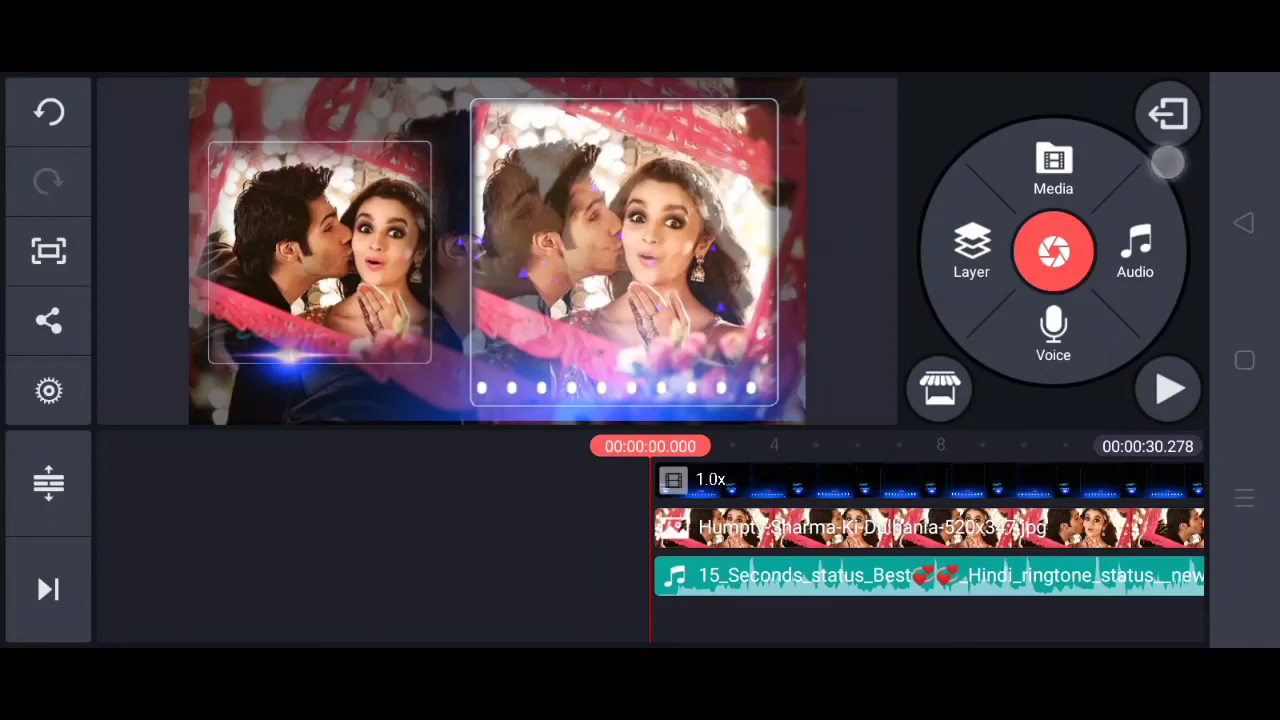 Media
Layer
Audio
Voice
00:00:00.000
4
8
00:00:30.278
1.0x
Humpty-Sharma-Ki-Dulhania-520x347.jpg
15_Seconds_status_Best💞💞_Hindi_ringtone_status,_new